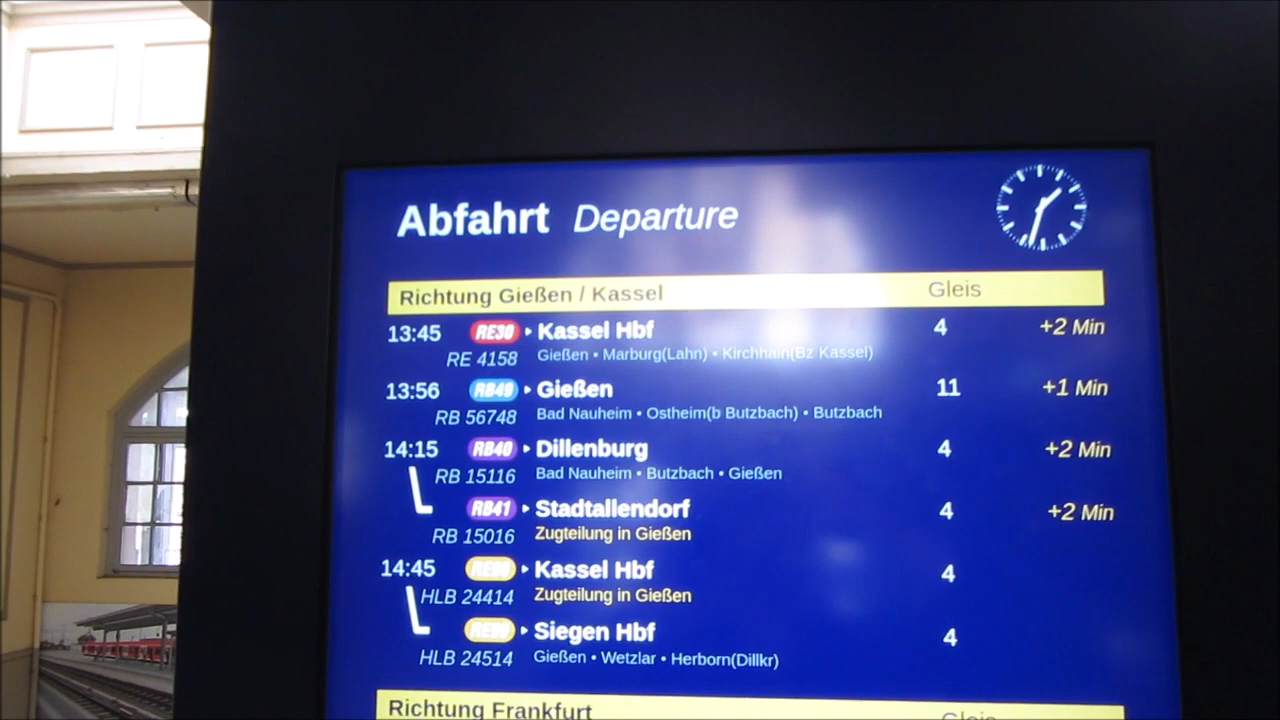 Abfahrt Departure
Richtung Gießen / Kassel Gleis
13:45 RE30 Kassel Hbf 4 +2 Min
RE 4158 Gießen • Marburg(Lahn) • Kirchhain(Bz Kassel)
13:56 RB49 Gießen 11 +1 Min
RB 56748 Bad Nauheim • Ostheim(b Butzbach) • Butzbach
14:15 RB40 Dillenburg 4 +2 Min
RB 15116 Bad Nauheim • Butzbach • Gießen
RB41 Stadtallendorf 4 +2 Min
RB 15016 Zugteilung in Gießen
14:45 Kassel Hbf 4
HLB 24414 Zugteilung in Gießen
Siegen Hbf 4
HLB 24514 Gießen • Wetzlar • Herborn(Dillkr)
Richtung Frankfurt Gleis